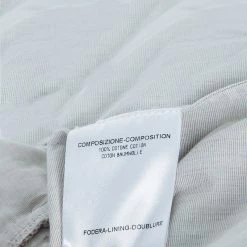 COMPOSIZIONE-COMPOSITION
100% COTONE COTTON
COTON BAUMWOLLE
FODERA-LINING-DOUBLURE